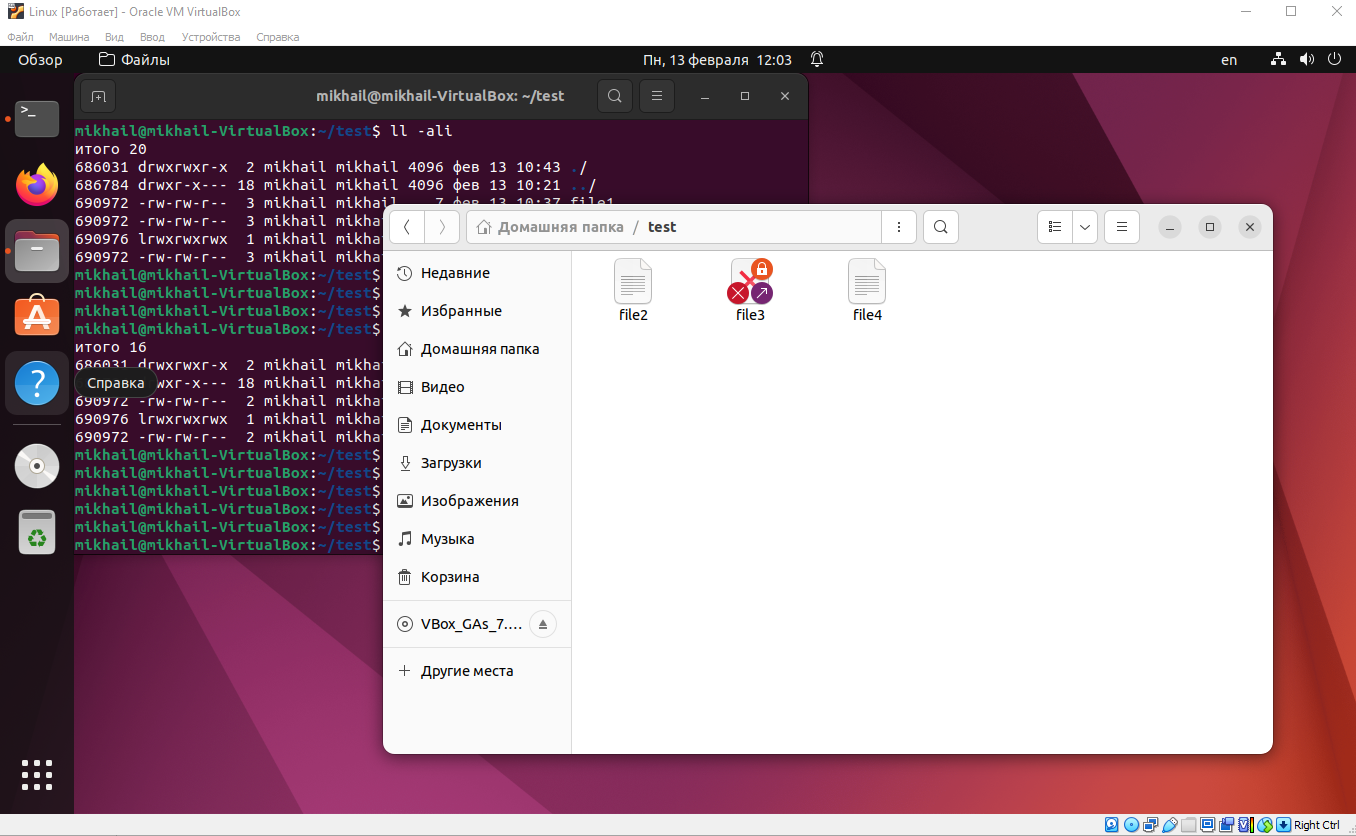 Linux [Работает] - Oracle VM VirtualBox
Файл Машина Вид Ввод Устройства Справка
Обзор Файлы Пн, 13 февраля 12:03 en
mikhail@mikhail-VirtualBox: ~/test
mikhail@mikhail-VirtualBox:~/test$ ll -ali
итого 20
686031 drwxrwxr-x 2 mikhail mikhail 4096 фев 13 10:43 ./
686784 drwxr-x--- 18 mikhail mikhail 4096 фев 13 10:21 ../
690972 -rw-rw-r-- 3 mikhail mikhail 7 фев 13 10:37 file1
690972 -rw-rw-r-- 3 mikhail
690976 lrwxrwxrwx 1 mikhail
690972 -rw-rw-r-- 3 mikhail
mikhail@mikhail-VirtualBox:~/test$
mikhail@mikhail-VirtualBox:~/test$
mikhail@mikhail-VirtualBox:~/test$
mikhail@mikhail-VirtualBox:~/test$
итого 16
686031 drwxrwxr-x 2 mikhail
wxr-x--- 18 mikhail
690972 -rw-rw-r-- 2 mikhail
690976 lrwxrwxrwx 1 mikhail
690972 -rw-rw-r-- 2 mikhail
mikhail@mikhail-VirtualBox:~/test$
mikhail@mikhail-VirtualBox:~/test$
mikhail@mikhail-VirtualBox:~/test$
mikhail@mikhail-VirtualBox:~/test$
mikhail@mikhail-VirtualBox:~/test$
mikhail@mikhail-VirtualBox:~/test$
Справка
Домашняя папка / test
Недавние
Избранные
Домашняя папка
Видео
Документы
Загрузки
Изображения
Музыка
Корзина
VBox_GAs_7....
Другие места
file2 file3 file4
Right Ctrl